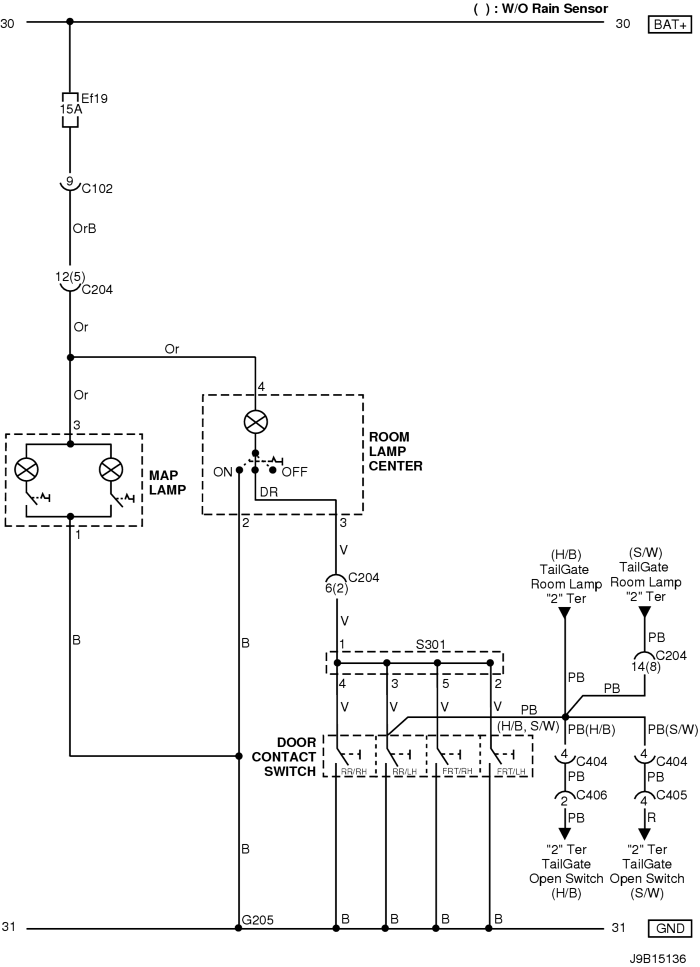 ( ) : W/O Rain Sensor
30
30
BAT+
Ef19
15A
9
C102
OrB
12(5)
C204
Or
Or
Or
4
3
ROOM
LAMP
CENTER
MAP
LAMP
ON
OFF
DR
1
2
3
V
C204
6(2)
V
B
B
(H/B)
TailGate
Room Lamp
"2" Ter
(S/W)
TailGate
Room Lamp
"2" Ter
PB
C204
14(8)
PB
PB
1
S301
4
3
5
2
V
V
V
V
PB
(H/B, S/W)
PB(H/B)
PB(S/W)
DOOR
CONTACT
SWITCH
RR/RH
RR/LH
FRT/RH
FRT/LH
4
C404
4
C404
PB
PB
2
C406
4
C405
PB
R
"2" Ter
TailGate
Open Switch
(H/B)
"2" Ter
TailGate
Open Switch
(S/W)
B
G205
B
B
B
B
31
31
GND
J9B15136